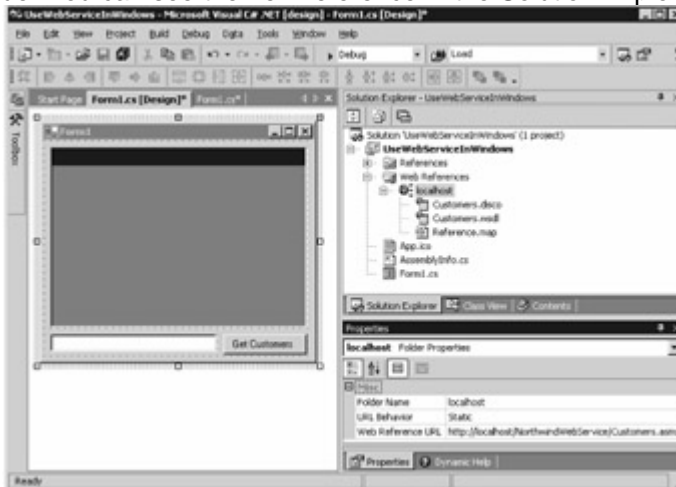 UseWebServiceInWindows - Microsoft Visual C# .NET [design] - Form1.cs [Design]*
File Edit View Project Build Debug Data Tools Window Help
Debug Load
Start Page Form1.cs [Design]* Form1.cs*
Toolbox
Form1
Get Customers
Solution Explorer - UseWebServiceInWindows
Solution 'UseWebServiceInWindows' (1 project)
UseWebServiceInWindows
References
Web References
localhost
Customers.disco
Customers.wsdl
Reference.map
App.ico
AssemblyInfo.cs
Form1.cs
Solution Explorer Class View Contents
Properties
localhost Folder Properties
Misc
Folder Name localhost
URL Behavior Static
Web Reference URL http://localhost/NorthwindWebService/Customers.asm
Properties Dynamic Help
Ready